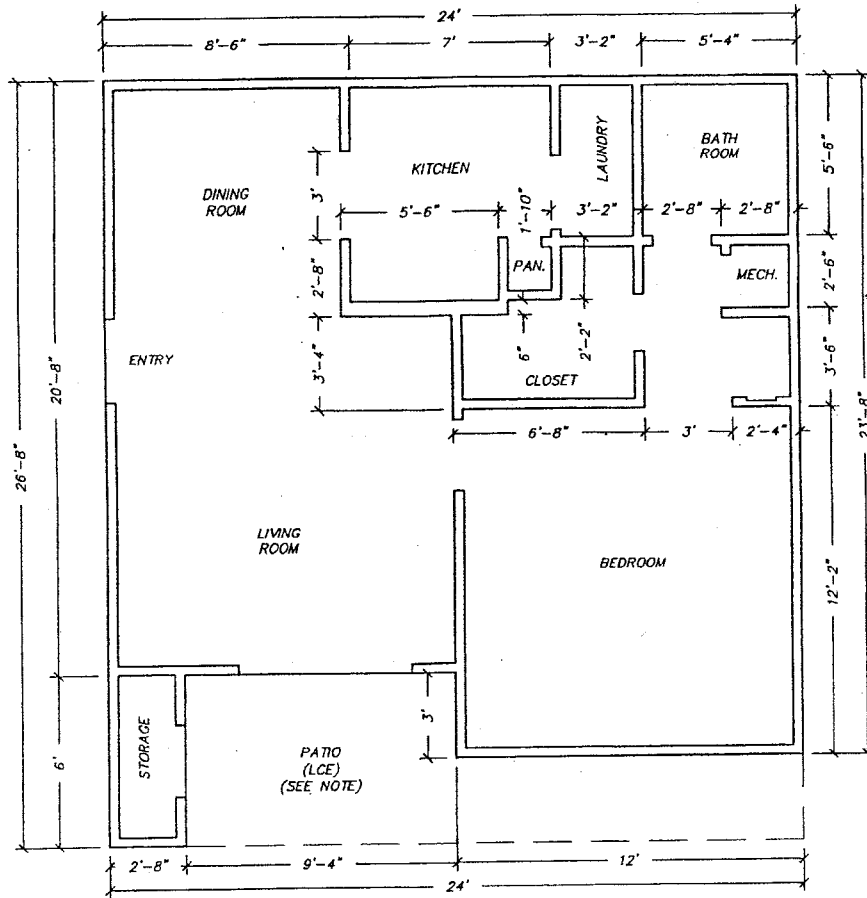 24'
8'-6"
7'
3'-2"
5'-4"
DINING
ROOM
KITCHEN
LAUNDRY
BATH
ROOM
5'-6"
3'
5'-6"
1'-10"
3'-2"
2'-8"
2'-8"
2'-8"
PAN.
MECH.
2'-6"
ENTRY
3'-4"
6"
2'-2"
CLOSET
3'-6"
20'-8"
26'-8"
23'-8"
6'-8"
3'
2'-4"
LIVING
ROOM
BEDROOM
12'-2"
STORAGE
6'
PATIO
(LCE)
(SEE NOTE)
3'
2'-8"
9'-4"
12'
24'